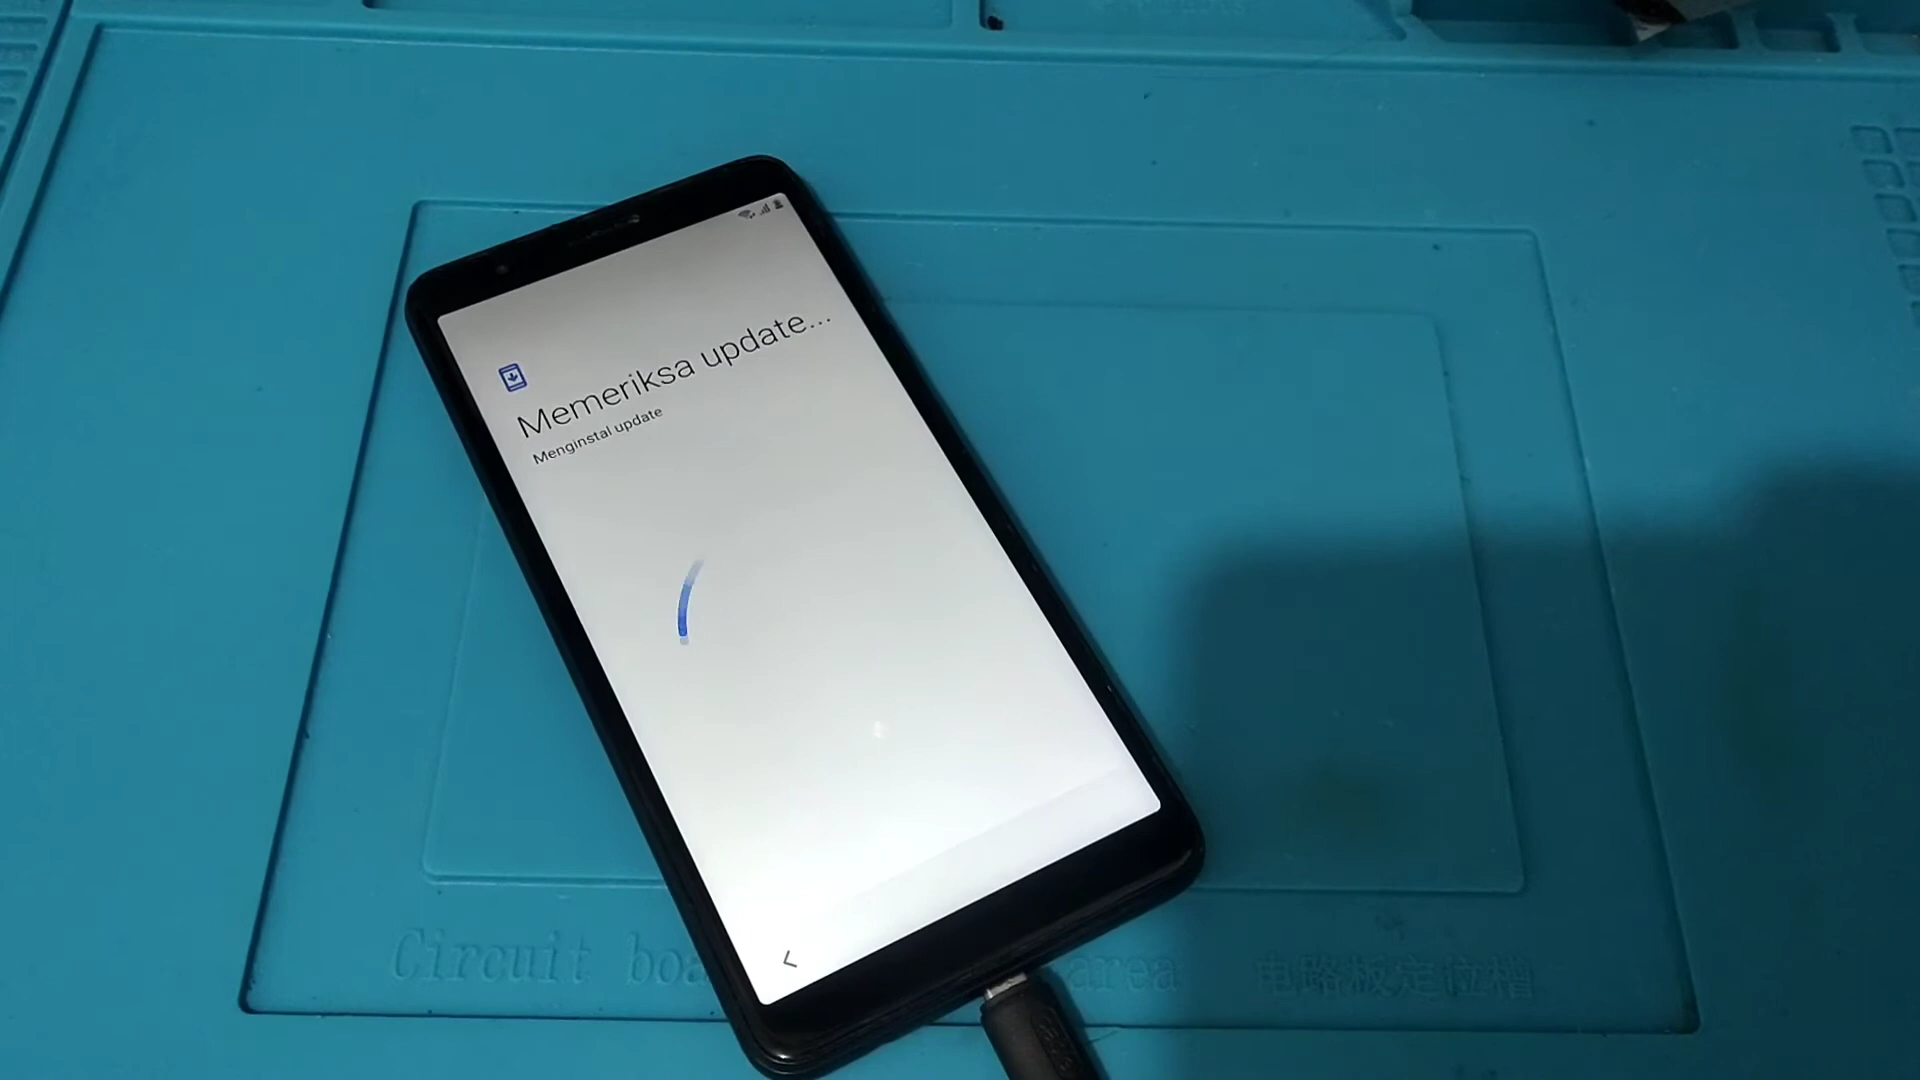 Memeriksa update...
Menginstal update
Circuit boa
area 电路板定位槽